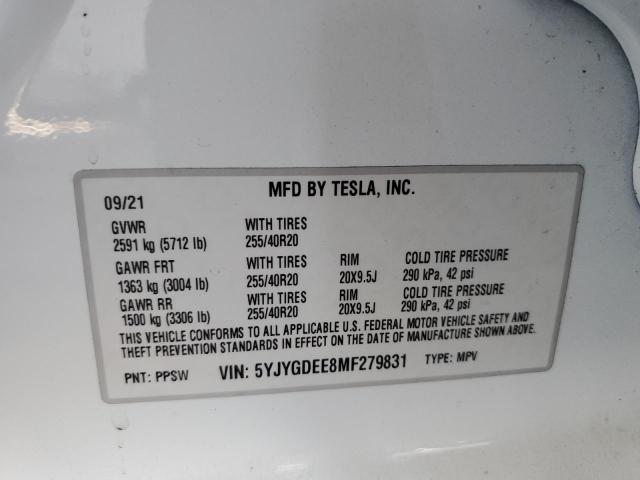 MFD BY TESLA, INC.
09/21
GVWR WITH TIRES
2591 kg (5712 lb) 255/40R20
GAWR FRT WITH TIRES RIM COLD TIRE PRESSURE
1363 kg (3004 lb) 255/40R20 20X9.5J 290 kPa, 42 psi
GAWR RR WITH TIRES RIM COLD TIRE PRESSURE
1500 kg (3306 lb) 255/40R20 20X9.5J 290 kPa, 42 psi
THIS VEHICLE CONFORMS TO ALL APPLICABLE U.S. FEDERAL MOTOR VEHICLE SAFETY AND
THEFT PREVENTION STANDARDS IN EFFECT ON THE DATE OF MANUFACTURE SHOWN ABOVE.
PNT: PPSW VIN: 5YJYGDEE8MF279831 TYPE: MPV